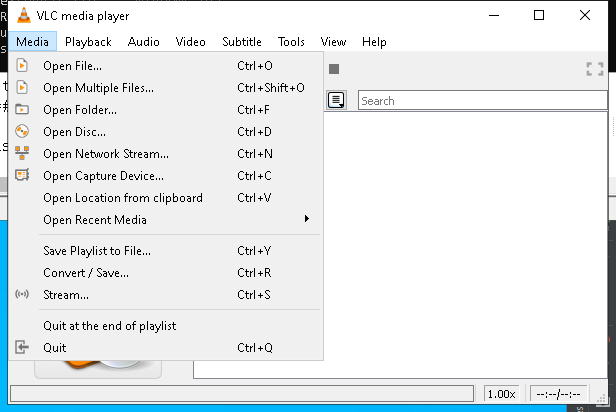 VLC media player
Media Playback Audio Video Subtitle Tools View Help
Open File... Ctrl+O
Open Multiple Files... Ctrl+Shift+O
Open Folder... Ctrl+F
Search
Open Disc... Ctrl+D
Open Network Stream... Ctrl+N
Open Capture Device... Ctrl+C
Open Location from clipboard Ctrl+V
Open Recent Media
Save Playlist to File... Ctrl+Y
Convert / Save... Ctrl+R
Stream... Ctrl+S
Quit at the end of playlist
Quit Ctrl+Q
1.00x --:--/--:--